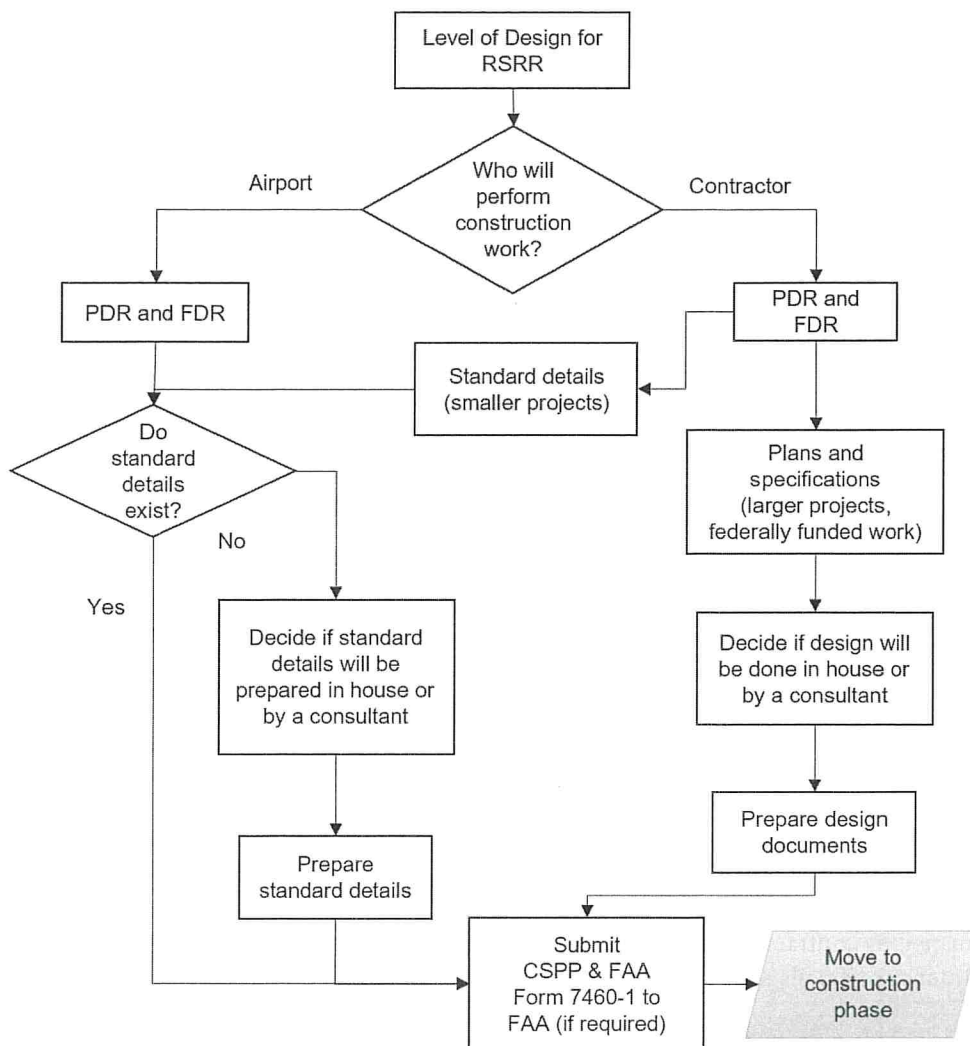 Level of Design for
RSRR
Who will
perform
construction
work?
Airport
Contractor
PDR and FDR
PDR and
FDR
Standard details
(smaller projects)
Do
standard
details
exist?
No
Yes
Plans and
specifications
(larger projects,
federally funded work)
Decide if standard
details will be
prepared in house or
by a consultant
Decide if design will
be done in house or
by a consultant
Prepare
standard details
Prepare design
documents
Submit
CSPP & FAA
Form 7460-1 to
FAA (if required)
Move to
construction
phase